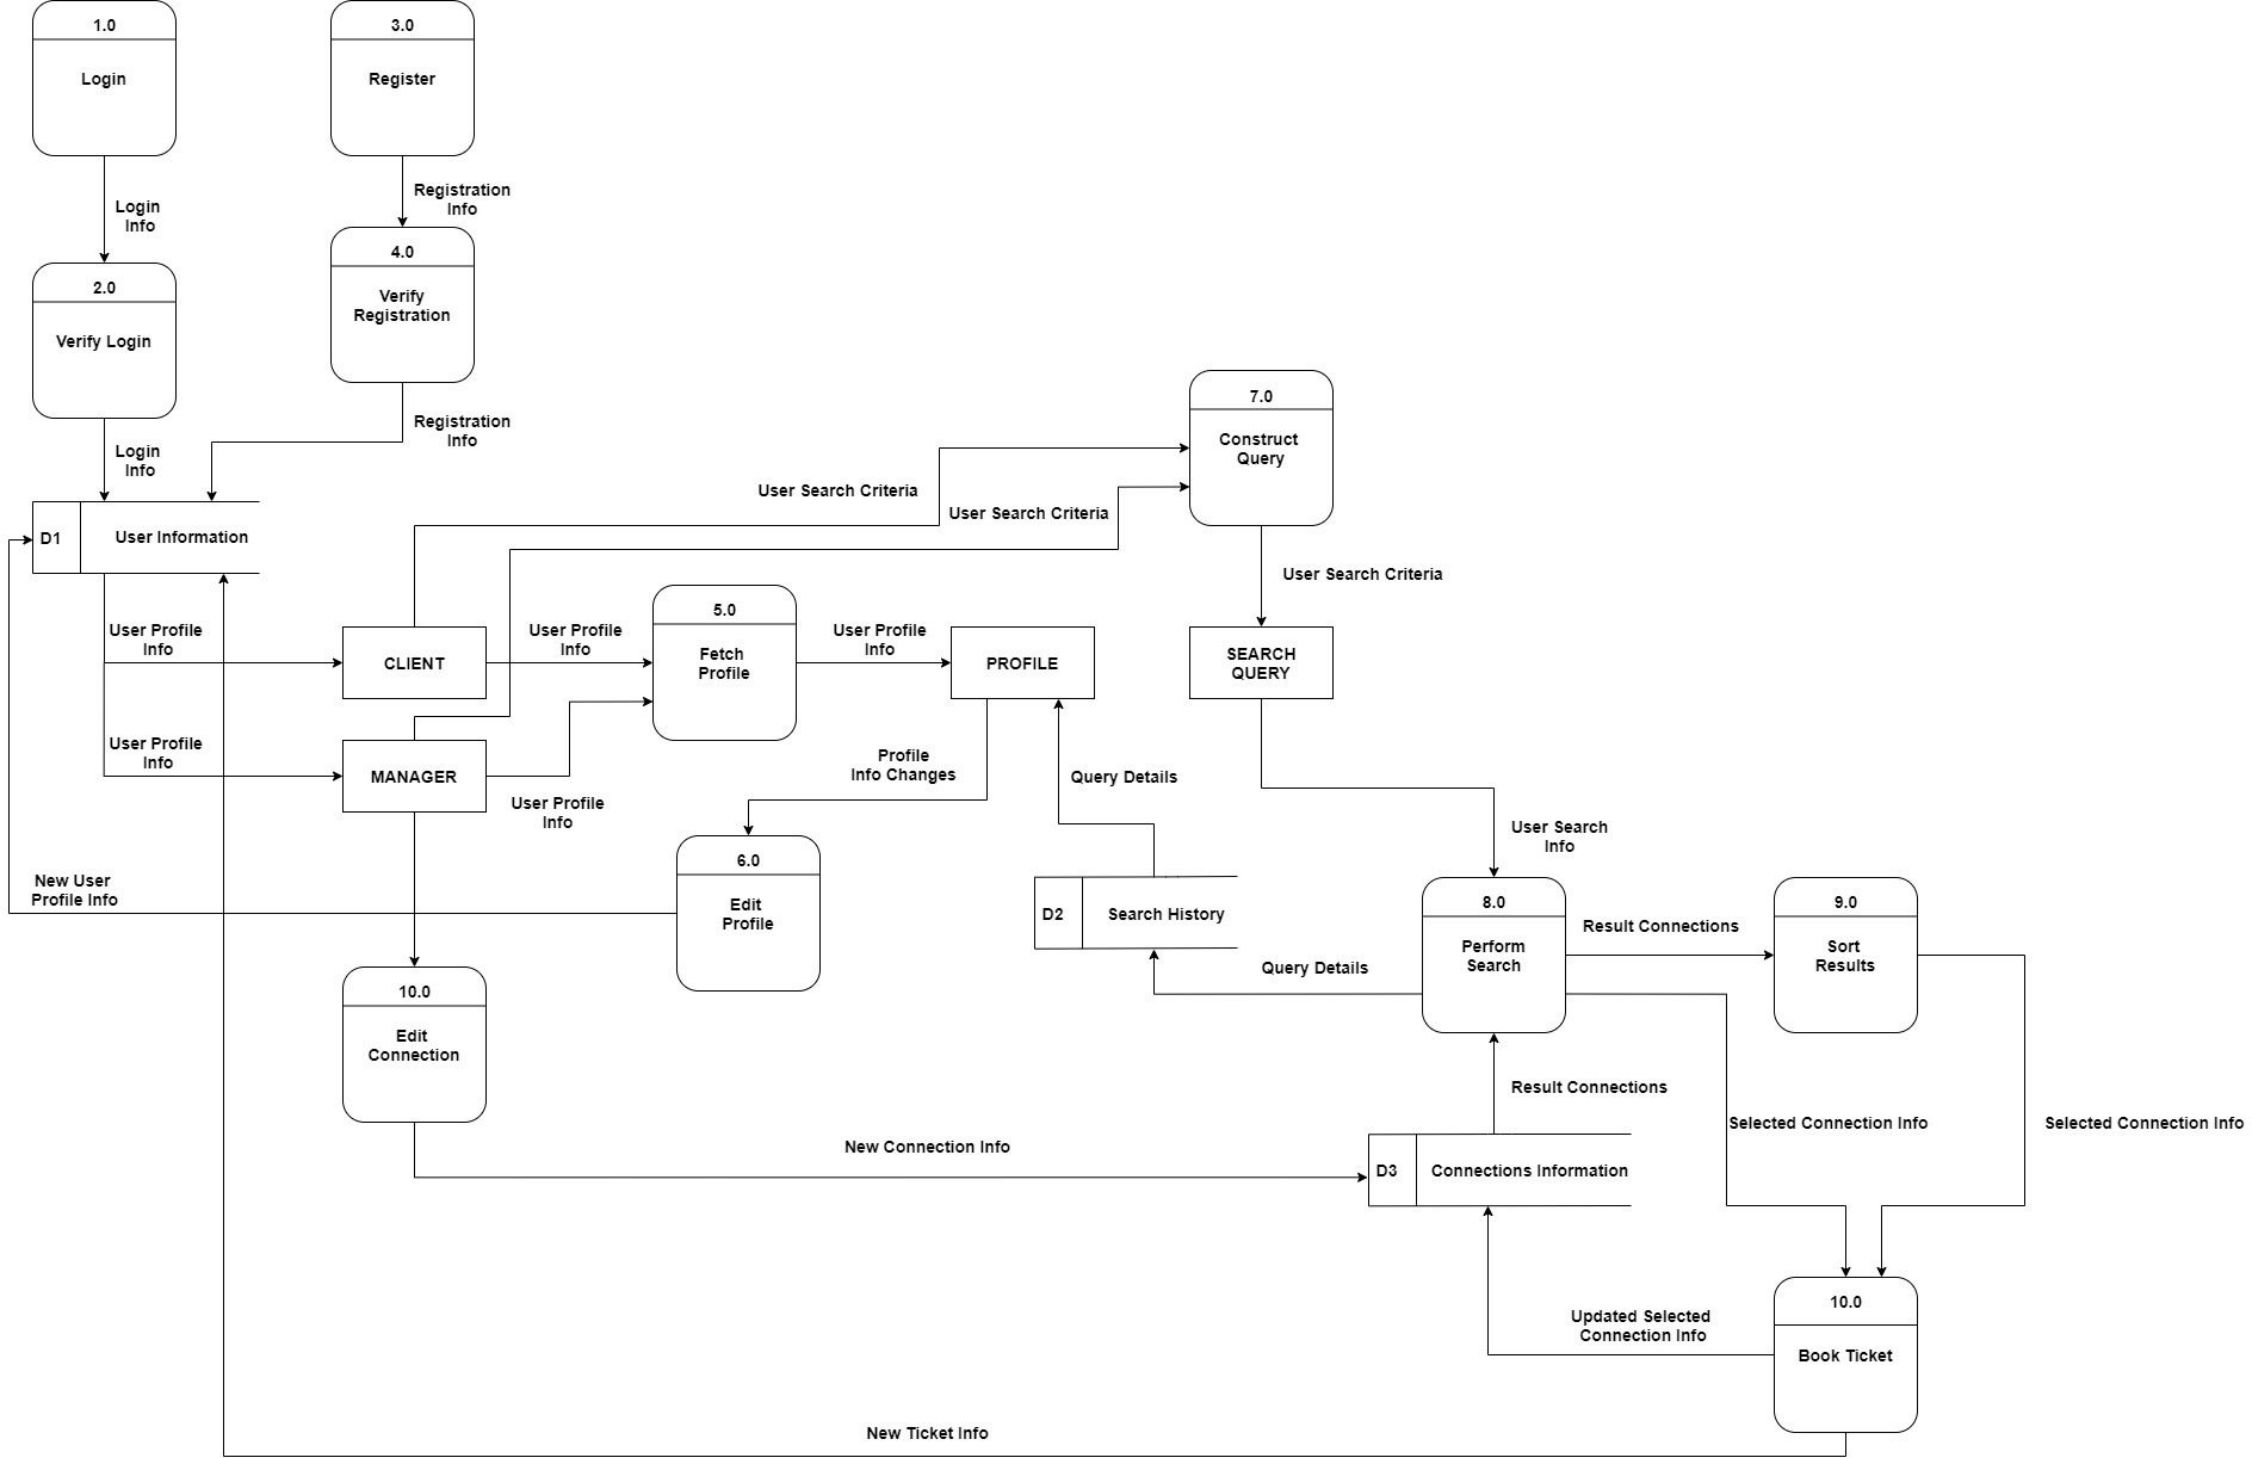 1.0
Login
3.0
Register
Registration
Info
Login
Info
4.0
Verify
Registration
2.0
Verify Login
Registration
Info
Login
Info
7.0
Construct
Query
User Search Criteria
User Search Criteria
D1
User Information
User Search Criteria
User Profile
Info
CLIENT
User Profile
Info
5.0
Fetch
Profile
User Profile
Info
PROFILE
SEARCH
QUERY
User Profile
Info
MANAGER
User Profile
Info
Profile
Info Changes
Query Details
User Search
Info
New User
Profile Info
6.0
Edit
Profile
D2
Search History
8.0
Perform
Search
Result Connections
9.0
Sort
Results
Query Details
10.0
Edit
Connection
Result Connections
Selected Connection Info
Selected Connection Info
New Connection Info
D3
Connections Information
Updated Selected
Connection Info
10.0
Book Ticket
New Ticket Info